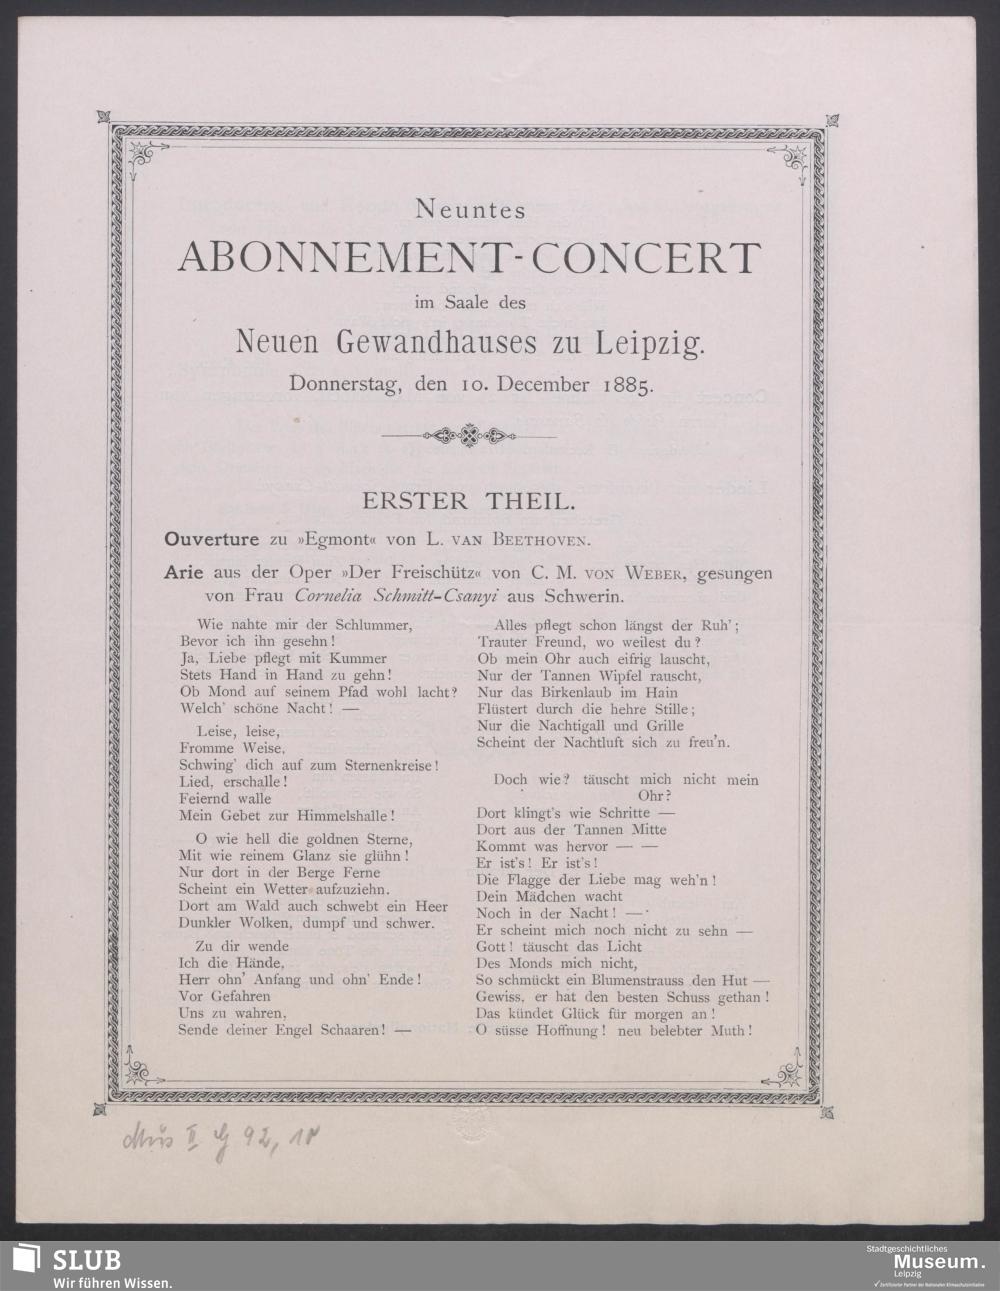 Neuntes
ABONNEMENT-CONCERT
im Saale des
Neuen Gewandhauses zu Leipzig.
Donnerstag, den 10. December 1885.
ERSTER THEIL.
Ouverture zu »Egmont« von L. VAN BEETHOVEN.
Arie aus der Oper »Der Freischütz« von C. M. VON WEBER, gesungen
von Frau Cornelia Schmitt-Csanyi aus Schwerin.
Wie nahte mir der Schlummer,
Bevor ich ihn gesehn!
Ja, Liebe pflegt mit Kummer
Stets Hand in Hand zu gehn!
Ob Mond auf seinem Pfad wohl lacht?
Welch' schöne Nacht! —
Leise, leise,
Fromme Weise,
Schwing' dich auf zum Sternenkreise!
Lied, erschalle!
Feiernd walle
Mein Gebet zur Himmelshalle!
O wie hell die goldnen Sterne,
Mit wie reinem Glanz sie glühn!
Nur dort in der Berge Ferne
Scheint ein Wetter aufzuziehn.
Dort am Wald auch schwebt ein Heer
Dunkler Wolken, dumpf und schwer.
Zu dir wende
Ich die Hände,
Herr ohn' Anfang und ohn' Ende!
Vor Gefahren
Uns zu wahren,
Sende deiner Engel Schaaren! —
Alles pflegt schon längst der Ruh';
Trauter Freund, wo weilest du?
Ob mein Ohr auch eifrig lauscht,
Nur der Tannen Wipfel rauscht,
Nur das Birkenlaub im Hain
Flüstert durch die hehre Stille;
Nur die Nachtigall und Grille
Scheint der Nachtluft sich zu freu'n.
Doch wie? täuscht mich nicht mein
Ohr?
Dort klingt's wie Schritte —
Dort aus der Tannen Mitte
Kommt was hervor — —
Er ist's! Er ist's!
Die Flagge der Liebe mag weh'n!
Dein Mädchen wacht
Noch in der Nacht! —
Er scheint mich noch nicht zu sehn —
Gott! täuscht das Licht
Des Monds mich nicht,
So schmückt ein Blumenstrauss den Hut —
Gewiss, er hat den besten Schuss gethan!
Das kündet Glück für morgen an!
O süsse Hoffnung! neu belebter Muth!
Mus II G 92, 18
SLUB
Wir führen Wissen.
Stadtgeschichtliches
Museum.
Leipzig
Zertifizierter Partner der Nationalen Klimaschutzinitiative